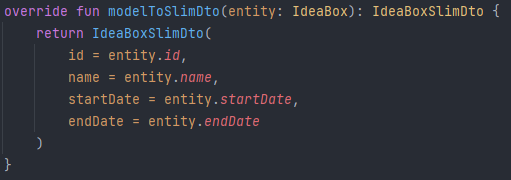 override fun modelToSlimDto(entity: IdeaBox): IdeaBoxSlimDto {
    return IdeaBoxSlimDto(
        id = entity.id,
        name = entity.name,
        startDate = entity.startDate,
        endDate = entity.endDate
    )
}